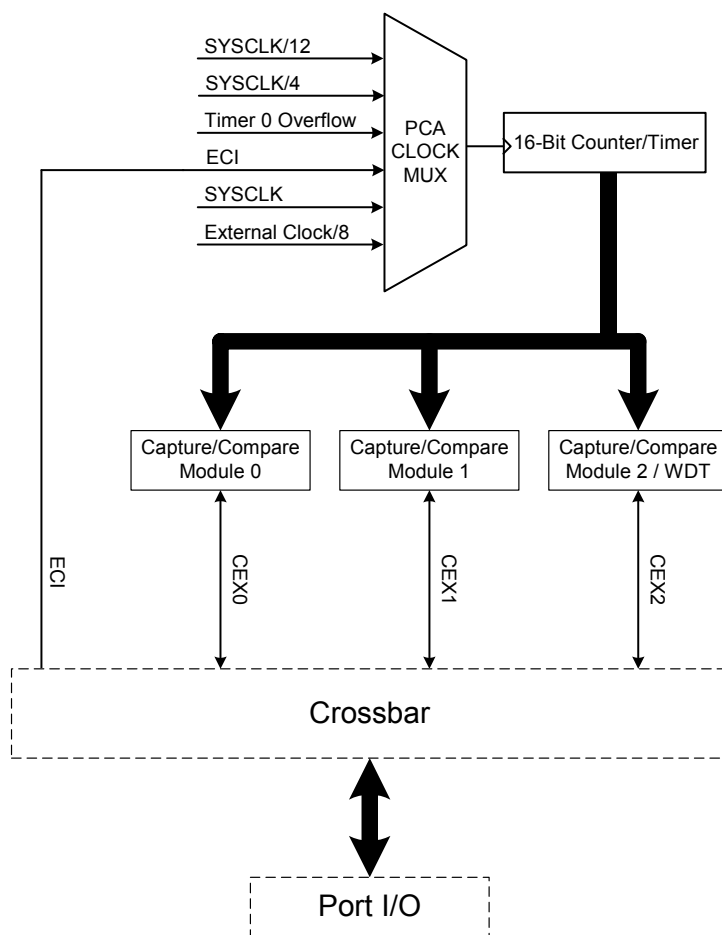 SYSCLK/12
SYSCLK/4
Timer 0 Overflow
ECI
SYSCLK
External Clock/8
PCA
CLOCK
MUX
16-Bit Counter/Timer
Capture/Compare
Module 0
Capture/Compare
Module 1
Capture/Compare
Module 2 / WDT
ECI
CEX0
CEX1
CEX2
Crossbar
Port I/O